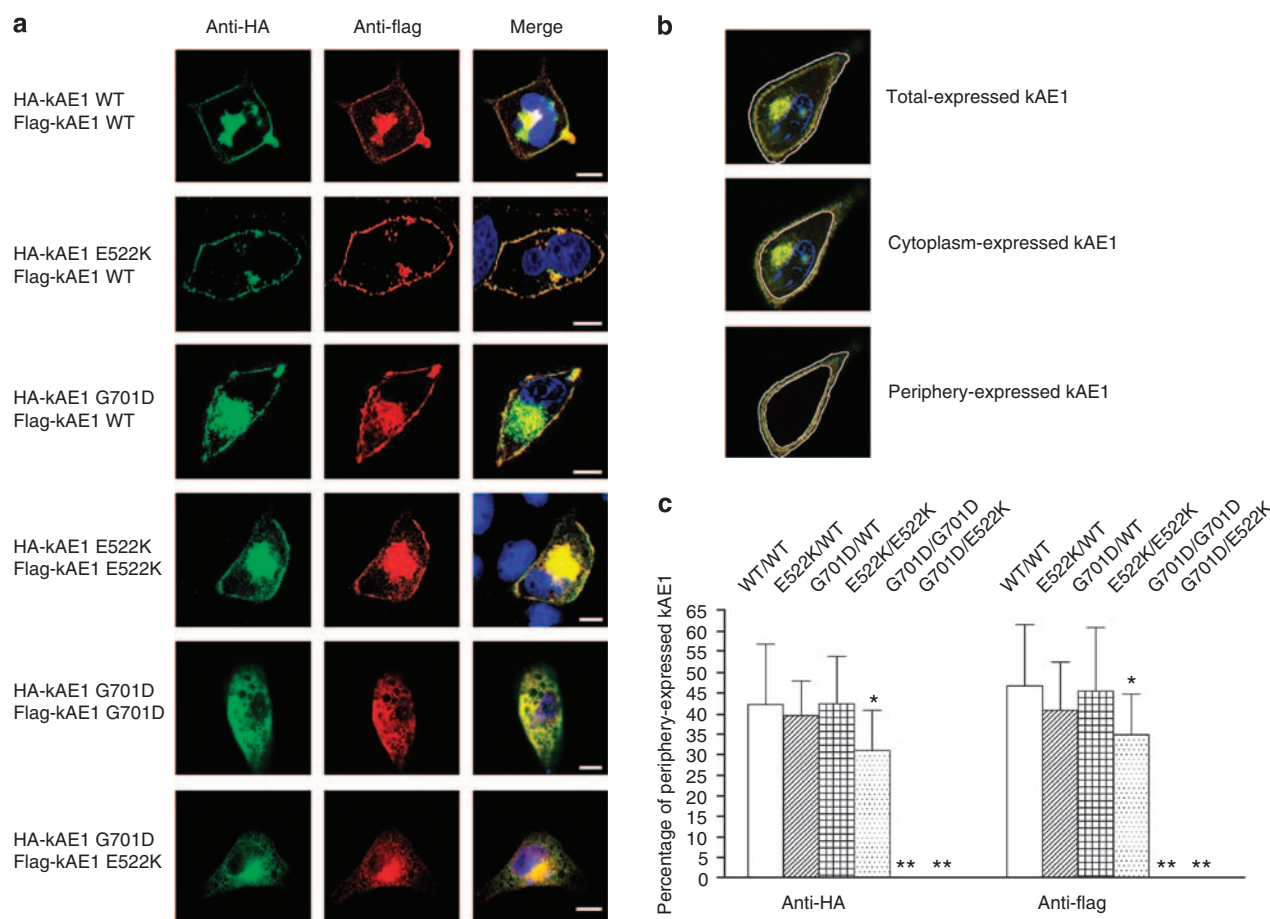 a
Anti-HA Anti-flag Merge
HA-kAE1 WT
Flag-kAE1 WT
HA-kAE1 E522K
Flag-kAE1 WT
HA-kAE1 G701D
Flag-kAE1 WT
HA-kAE1 E522K
Flag-kAE1 E522K
HA-kAE1 G701D
Flag-kAE1 G701D
HA-kAE1 G701D
Flag-kAE1 E522K
b
Total-expressed kAE1
Cytoplasm-expressed kAE1
Periphery-expressed kAE1
c
WT/WT
E522K/WT
G701D/WT
E522K/E522K
G701D/G701D
G701D/E522K
WT/WT
E522K/WT
G701D/WT
E522K/E522K
G701D/G701D
G701D/E522K
Percentage of periphery-expressed kAE1
65
60
55
50
45
40
35
30
25
20
15
10
5
0
*
**
**
*
**
**
Anti-HA Anti-flag